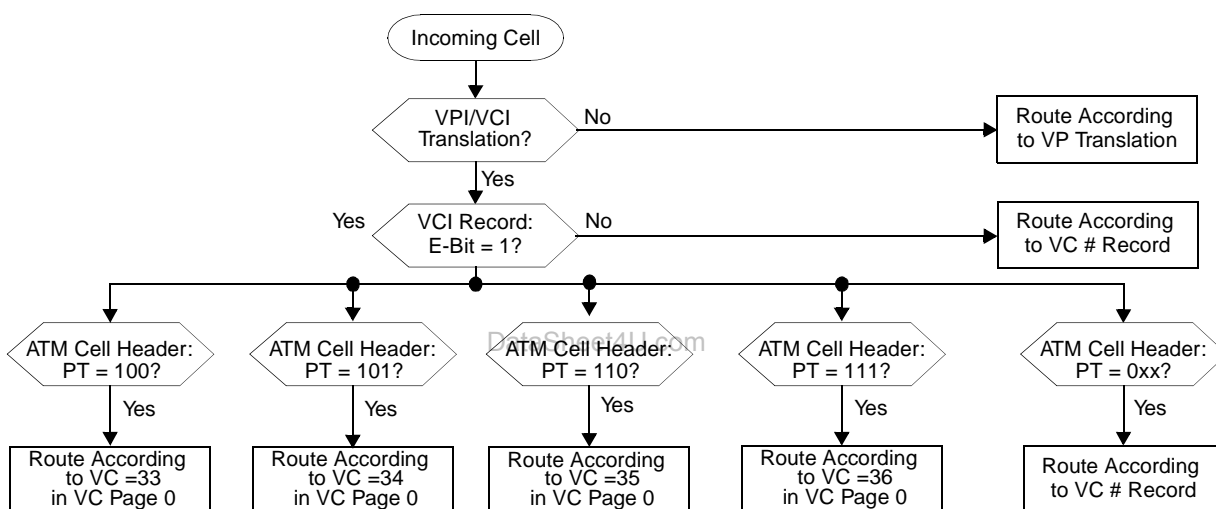 Incoming Cell
VPI/VCI
Translation?
No
Route According
to VP Translation
Yes
Yes
VCI Record:
E-Bit = 1?
No
Route According
to VC # Record
DataSheet4U.com
ATM Cell Header:
PT = 100?
ATM Cell Header:
PT = 101?
ATM Cell Header:
PT = 110?
ATM Cell Header:
PT = 111?
ATM Cell Header:
PT = 0xx?
Yes
Yes
Yes
Yes
Yes
Route According
to VC =33
in VC Page 0
Route According
to VC =34
in VC Page 0
Route According
to VC =35
in VC Page 0
Route According
to VC =36
in VC Page 0
Route According
to VC # Record